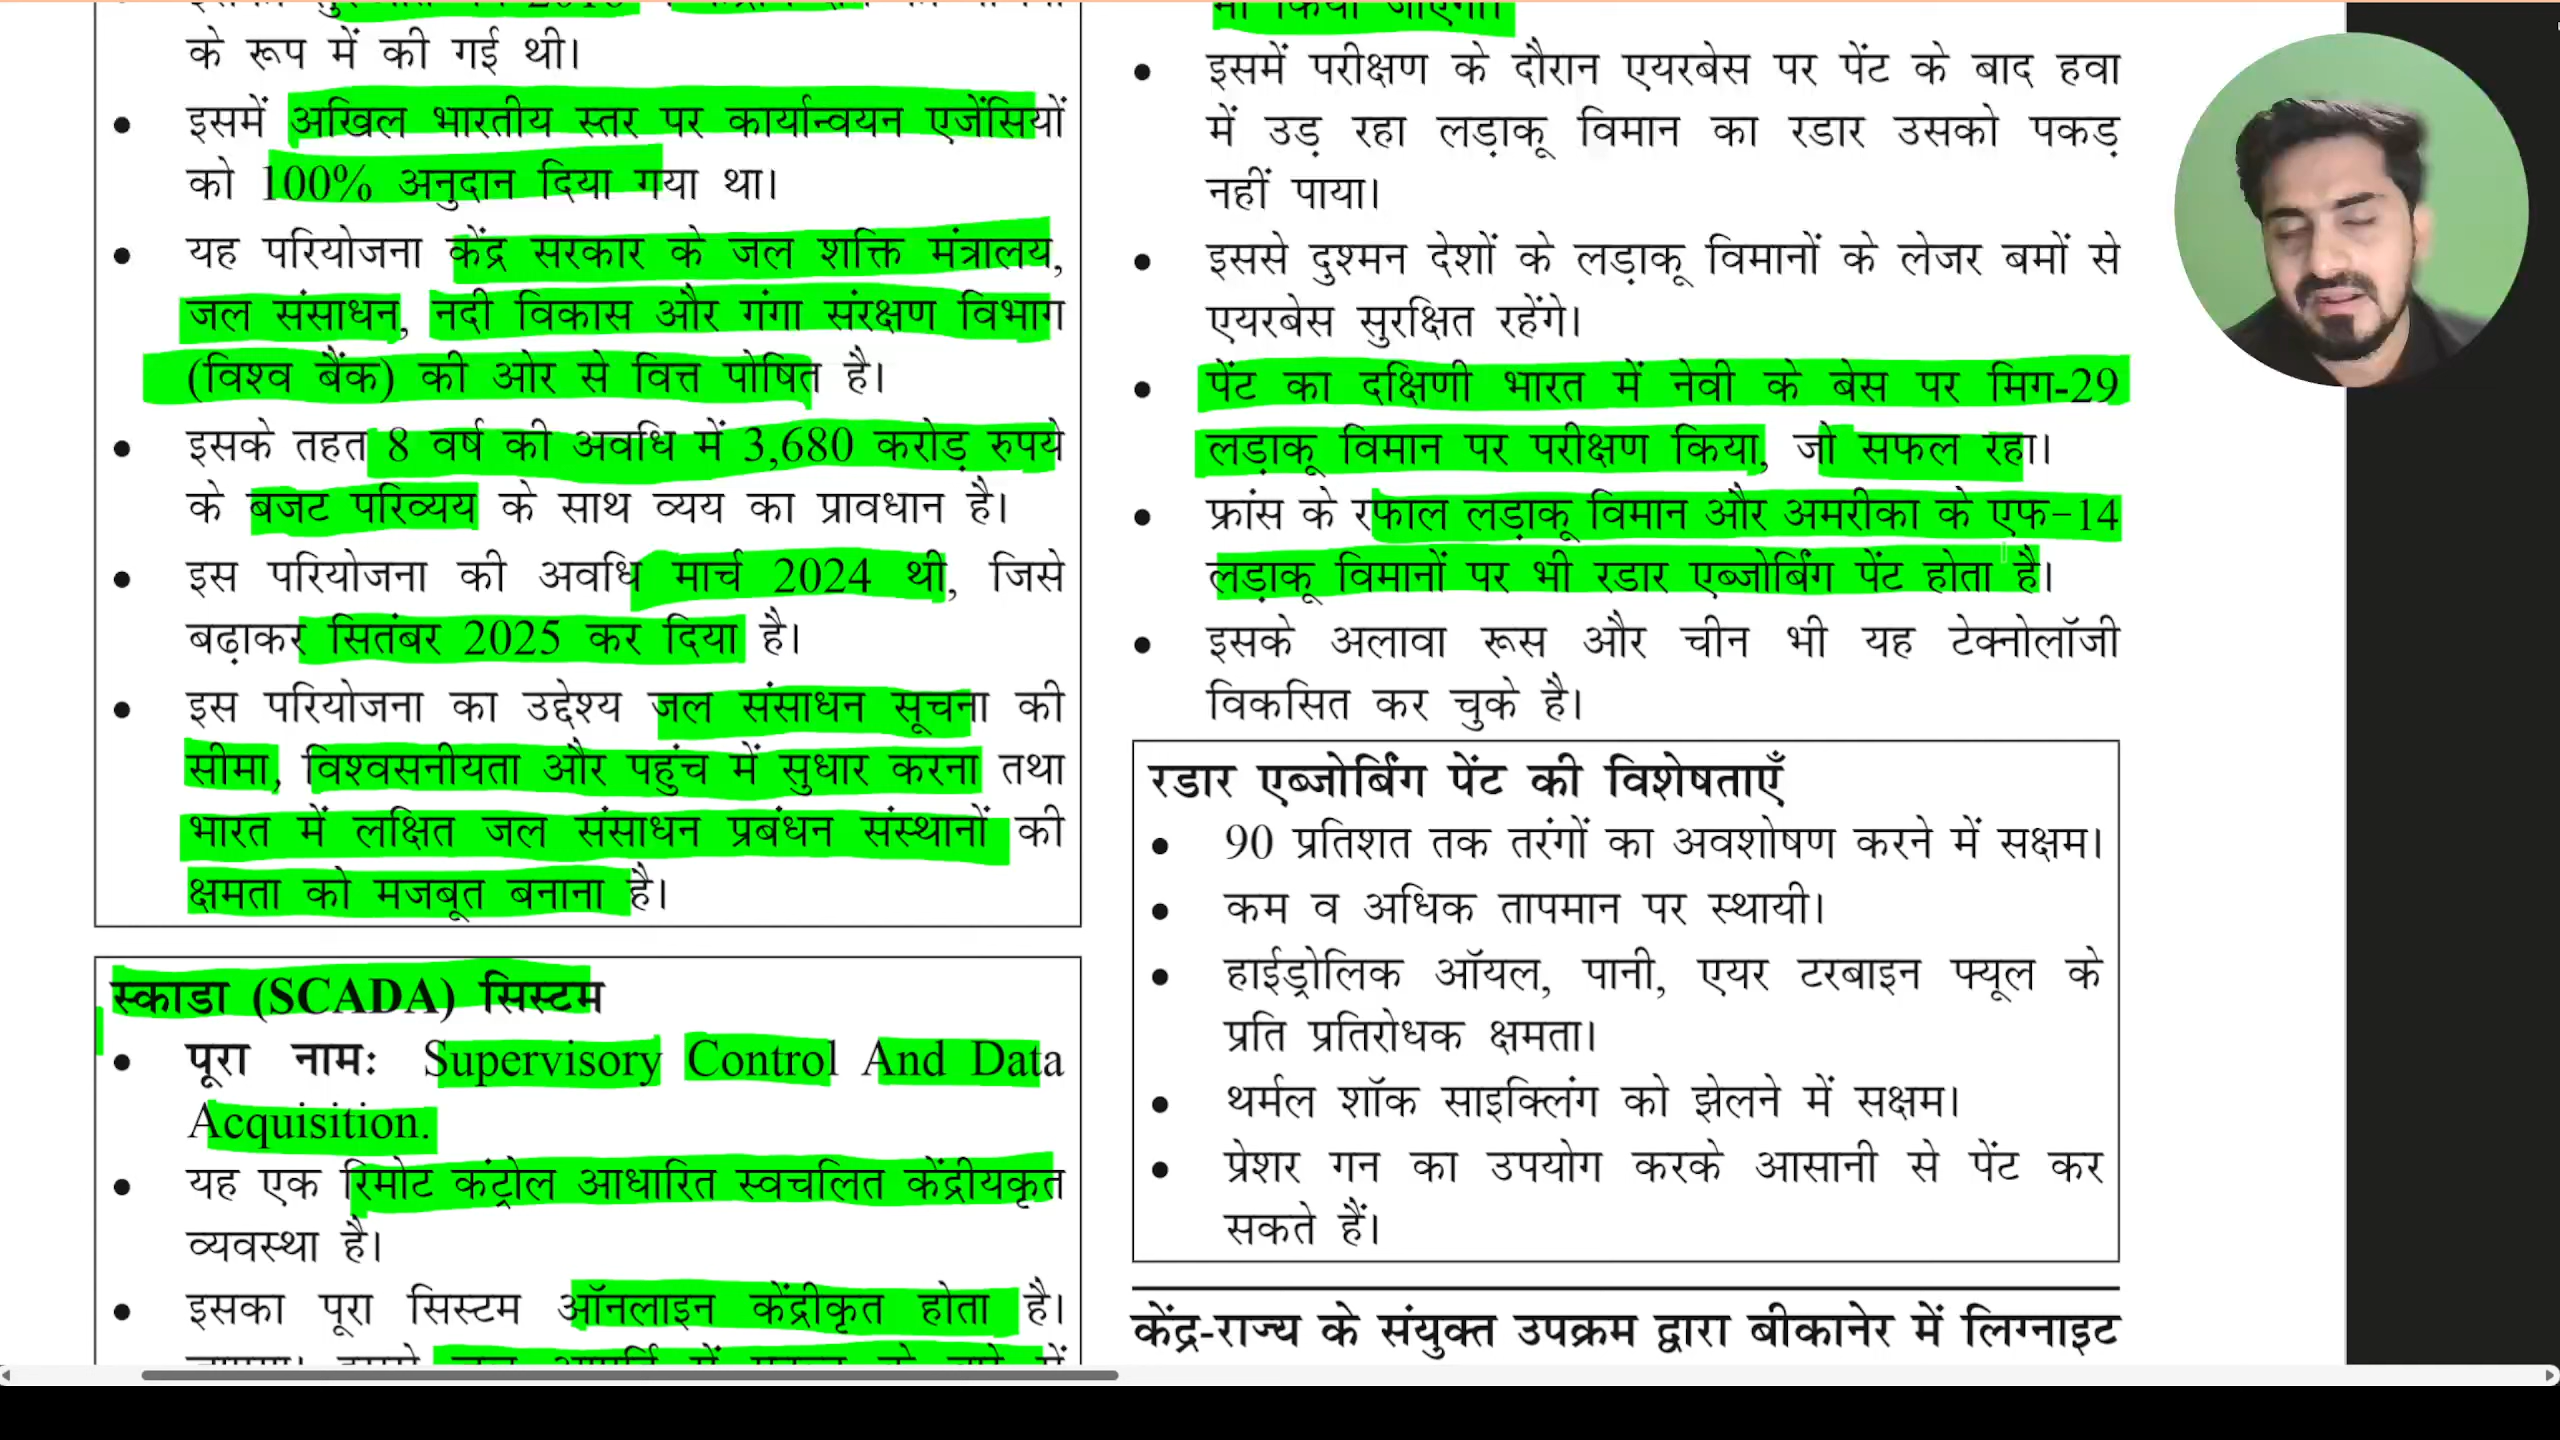 के रूप में की गई थी।
इसमें अखिल भारतीय स्तर पर कार्यान्वयन एजेंसियों
को 100% अनुदान दिया गया था।
यह परियोजना केंद्र सरकार के जल शक्ति मंत्रालय,
जल संसाधन, नदी विकास और गंगा संरक्षण विभाग
(विश्व बैंक) की ओर से वित्त पोषित है।
इसके तहत 8 वर्ष की अवधि में 3,680 करोड़ रुपये
के बजट परिव्यय के साथ व्यय का प्रावधान है।
इस परियोजना की अवधि मार्च 2024 थी, जिसे
बढ़ाकर सितंबर 2025 कर दिया है।
इस परियोजना का उद्देश्य जल संसाधन सूचना की
सीमा, विश्वसनीयता और पहुंच में सुधार करना तथा
भारत में लक्षित जल संसाधन प्रबंधन संस्थानों की
क्षमता को मजबूत बनाना है।
स्काडा (SCADA) सिस्टम
पूरा नामः Supervisory Control And Data
Acquisition.
यह एक रिमोट कंट्रोल आधारित स्वचलित केंद्रीयकृत
व्यवस्था है।
इसका पूरा सिस्टम ऑनलाइन केंद्रीकृत होता है।
भी किया जाएगा।
इसमें परीक्षण के दौरान एयरबेस पर पेंट के बाद हवा
में उड़ रहा लड़ाकू विमान का रडार उसको पकड़
नहीं पाया।
इससे दुश्मन देशों के लड़ाकू विमानों के लेजर बमों से
एयरबेस सुरक्षित रहेंगे।
पेंट का दक्षिणी भारत में नेवी के बेस पर मिग-29
लड़ाकू विमान पर परीक्षण किया, जो सफल रहा।
फ्रांस के रफाल लड़ाकू विमान और अमरीका के एफ-14
लड़ाकू विमानों पर भी रडार एब्जोर्बिंग पेंट होता है।
इसके अलावा रूस और चीन भी यह टेक्नोलॉजी
विकसित कर चुके है।
रडार एब्जोर्बिंग पेंट की विशेषताएँ
90 प्रतिशत तक तरंगों का अवशोषण करने में सक्षम।
कम व अधिक तापमान पर स्थायी।
हाईड्रोलिक ऑयल, पानी, एयर टरबाइन फ्यूल के
प्रति प्रतिरोधक क्षमता।
थर्मल शॉक साइक्लिंग को झेलने में सक्षम।
प्रेशर गन का उपयोग करके आसानी से पेंट कर
सकते हैं।
केंद्र-राज्य के संयुक्त उपक्रम द्वारा बीकानेर में लिग्नाइट